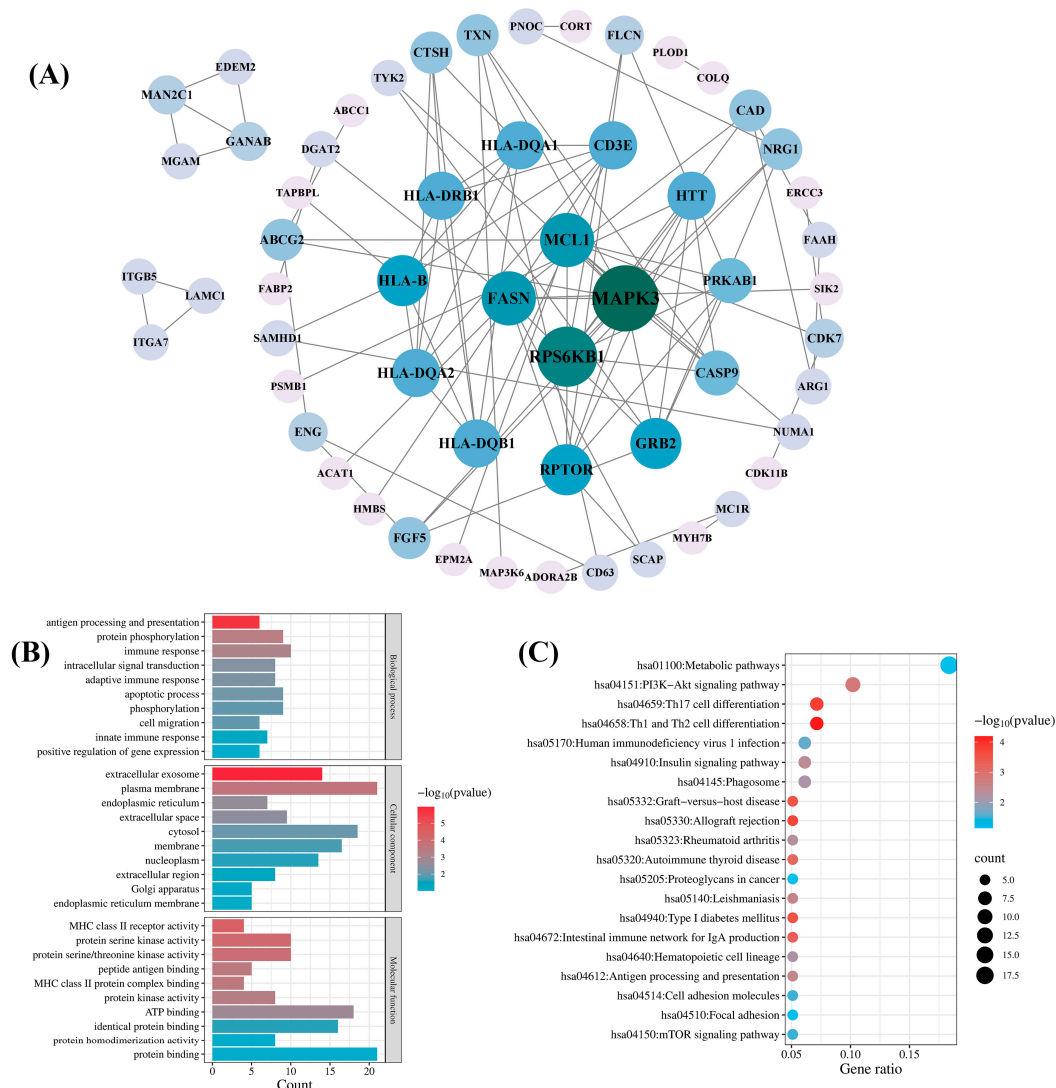 (A)
PNOC
CORT
TXN
FLCN
PLOD1
COLQ
CTSH
TYK2
EDEM2
MAN2C1
GANAB
MGAM
ABCC1
DGAT2
TAPBPL
ABCG2
FABP2
SAMHD1
PSMB1
ENG
ACAT1
HMBS
FGF5
EPM2A
MAP3K6
ADORA2B
CD63
SCAP
MYH7B
MC1R
CDK11B
NUMA1
ARG1
CDK7
SIK2
FAAH
ERCC3
NRG1
CAD
HLA-DQA1
CD3E
HLA-DRB1
HTT
MCL1
HLA-B
FASN
MAPK3
PRKAB1
RPS6KB1
HLA-DQA2
CASP9
HLA-DQB1
GRB2
RPTOR
ITGB5
LAMC1
ITGA7
(B)
antigen processing and presentation
protein phosphorylation
immune response
intracellular signal transduction
adaptive immune response
apoptotic process
phosphorylation
cell migration
innate immune response
positive regulation of gene expression
Biological process
extracellular exosome
plasma membrane
endoplasmic reticulum
extracellular space
cytosol
membrane
nucleoplasm
extracellular region
Golgi apparatus
endoplasmic reticulum membrane
Cellular component
MHC class II receptor activity
protein serine kinase activity
protein serine/threonine kinase activity
peptide antigen binding
MHC class II protein complex binding
protein kinase activity
ATP binding
identical protein binding
protein homodimerization activity
protein binding
Molecular function
0 5 10 15 20
Count
−log10(pvalue)
5
4
3
2
(C)
hsa01100:Metabolic pathways
hsa04151:PI3K−Akt signaling pathway
hsa04659:Th17 cell differentiation
hsa04658:Th1 and Th2 cell differentiation
hsa05170:Human immunodeficiency virus 1 infection
hsa04910:Insulin signaling pathway
hsa04145:Phagosome
hsa05332:Graft−versus−host disease
hsa05330:Allograft rejection
hsa05323:Rheumatoid arthritis
hsa05320:Autoimmune thyroid disease
hsa05205:Proteoglycans in cancer
hsa05140:Leishmaniasis
hsa04940:Type I diabetes mellitus
hsa04672:Intestinal immune network for IgA production
hsa04640:Hematopoietic cell lineage
hsa04612:Antigen processing and presentation
hsa04514:Cell adhesion molecules
hsa04510:Focal adhesion
hsa04150:mTOR signaling pathway
0.05 0.10 0.15
Gene ratio
−log10(pvalue)
4
3
2
count
5.0
7.5
10.0
12.5
15.0
17.5